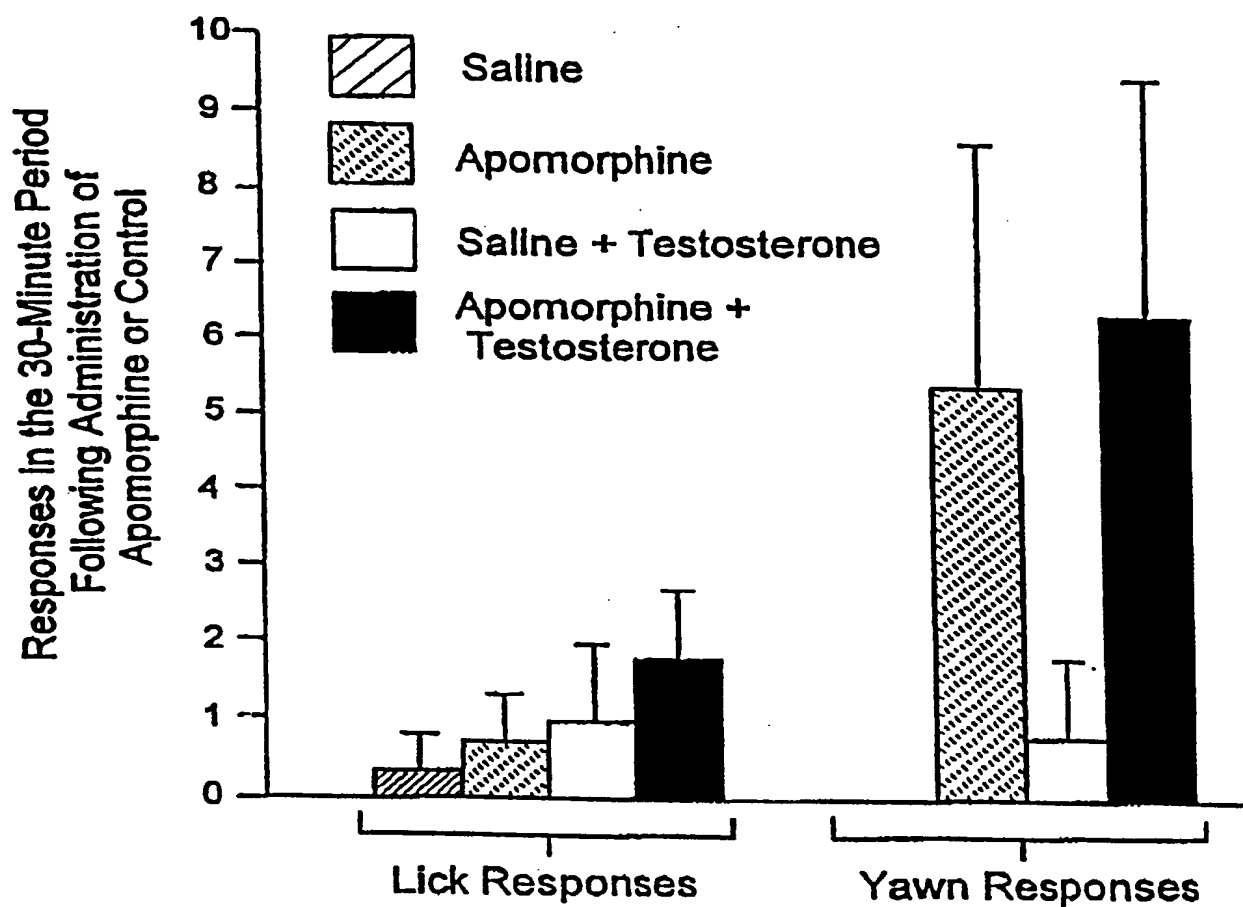 Responses in the 30-Minute Period
Following Administration of
Apomorphine or Control
10
9
8
7
6
5
4
3
2
1
0
Saline
Apomorphine
Saline + Testosterone
Apomorphine +
Testosterone
Lick Responses
Yawn Responses